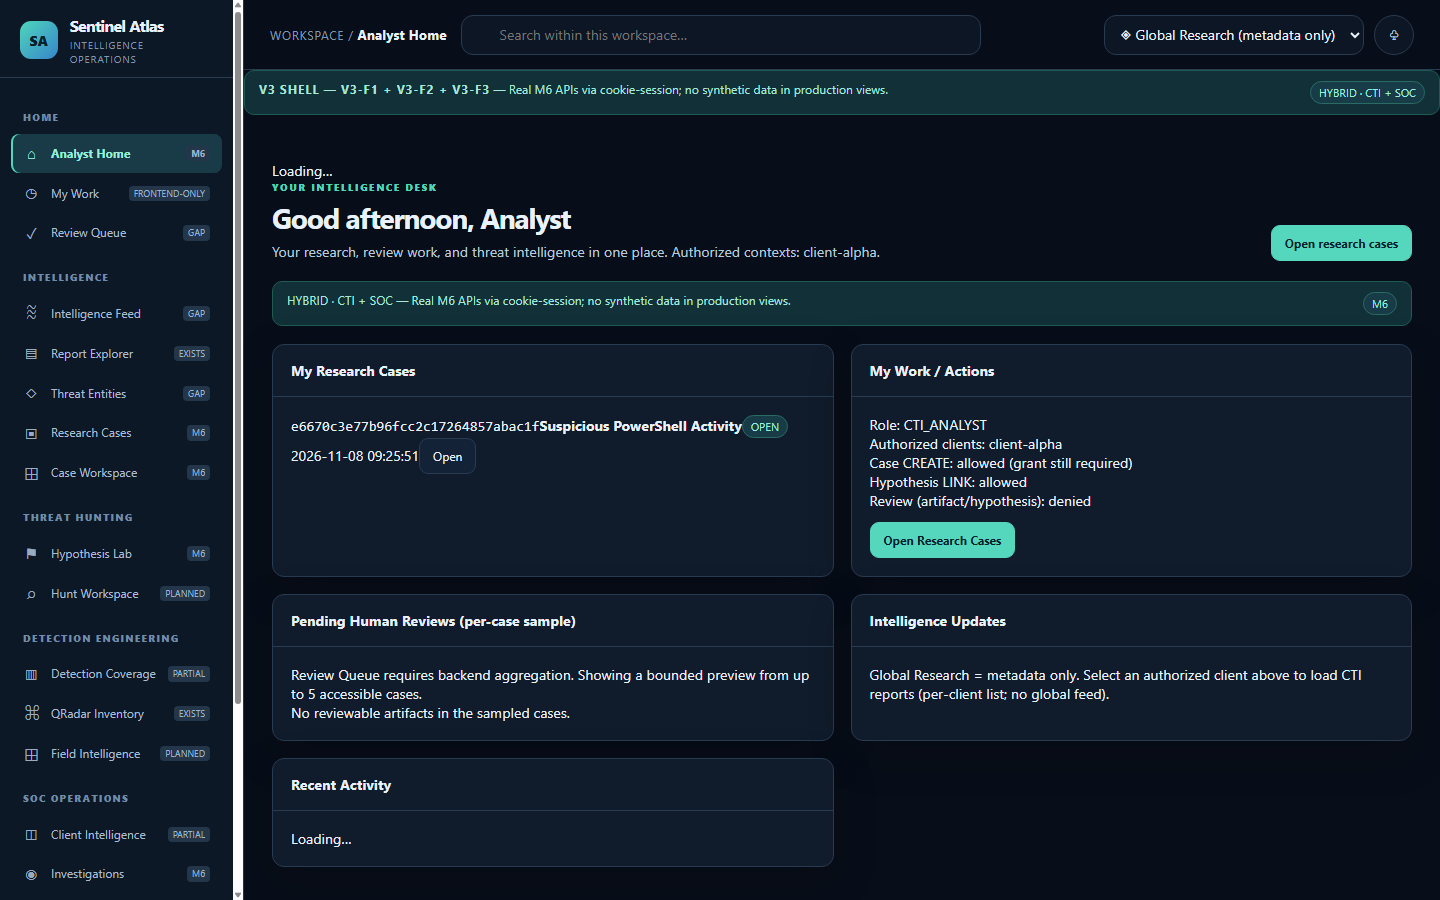 SA
Sentinel Atlas
INTELLIGENCE
OPERATIONS
HOME
Analyst Home M6
My Work FRONTEND-ONLY
Review Queue GAP
INTELLIGENCE
Intelligence Feed GAP
Report Explorer EXISTS
Threat Entities GAP
Research Cases M6
Case Workspace M6
THREAT HUNTING
Hypothesis Lab M6
Hunt Workspace PLANNED
DETECTION ENGINEERING
Detection Coverage PARTIAL
QRadar Inventory EXISTS
Field Intelligence PLANNED
SOC OPERATIONS
Client Intelligence PARTIAL
Investigations M6
WORKSPACE / Analyst Home
Search within this workspace...
◈ Global Research (metadata only)
V3 SHELL — V3-F1 + V3-F2 + V3-F3 — Real M6 APIs via cookie-session; no synthetic data in production views.
HYBRID · CTI + SOC
Loading...
YOUR INTELLIGENCE DESK
Good afternoon, Analyst
Your research, review work, and threat intelligence in one place. Authorized contexts: client-alpha.
Open research cases
HYBRID · CTI + SOC — Real M6 APIs via cookie-session; no synthetic data in production views.
M6
My Research Cases
e6670c3e77b96fcc2c17264857abac1fSuspicious PowerShell Activity OPEN
2026-11-08 09:25:51 Open
My Work / Actions
Role: CTI_ANALYST
Authorized clients: client-alpha
Case CREATE: allowed (grant still required)
Hypothesis LINK: allowed
Review (artifact/hypothesis): denied
Open Research Cases
Pending Human Reviews (per-case sample)
Review Queue requires backend aggregation. Showing a bounded preview from up
to 5 accessible cases.
No reviewable artifacts in the sampled cases.
Intelligence Updates
Global Research = metadata only. Select an authorized client above to load CTI
reports (per-client list; no global feed).
Recent Activity
Loading...